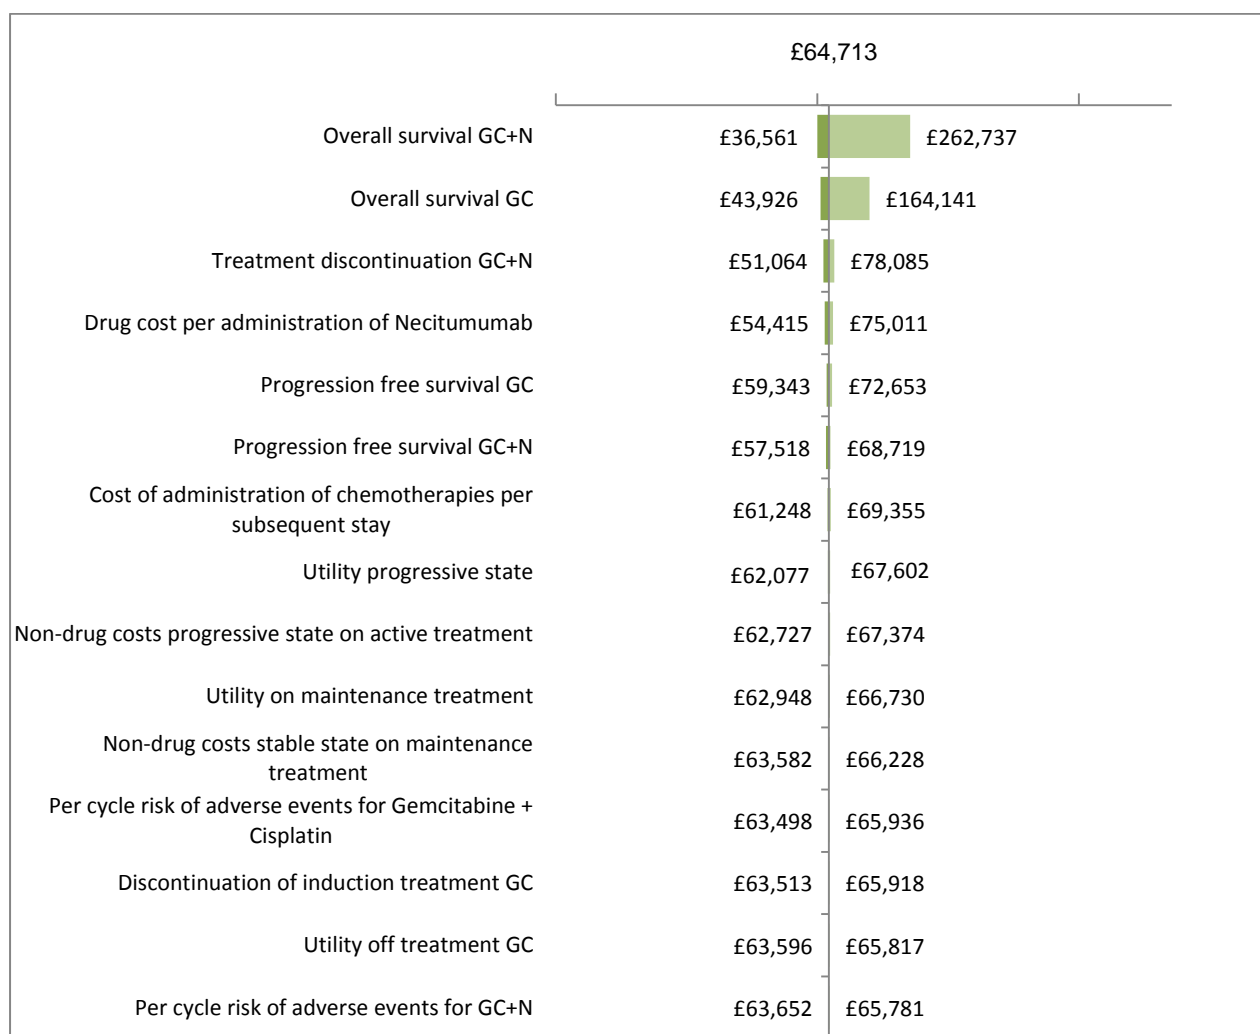 £64,713
Overall survival GC+N £36,561 £262,737
Overall survival GC £43,926 £164,141
Treatment discontinuation GC+N £51,064 £78,085
Drug cost per administration of Necitumumab £54,415 £75,011
Progression free survival GC £59,343 £72,653
Progression free survival GC+N £57,518 £68,719
Cost of administration of chemotherapies per
subsequent stay £61,248 £69,355
Utility progressive state £62,077 £67,602
Non-drug costs progressive state on active treatment £62,727 £67,374
Utility on maintenance treatment £62,948 £66,730
Non-drug costs stable state on maintenance
treatment £63,582 £66,228
Per cycle risk of adverse events for Gemcitabine +
Cisplatin £63,498 £65,936
Discontinuation of induction treatment GC £63,513 £65,918
Utility off treatment GC £63,596 £65,817
Per cycle risk of adverse events for GC+N £63,652 £65,781